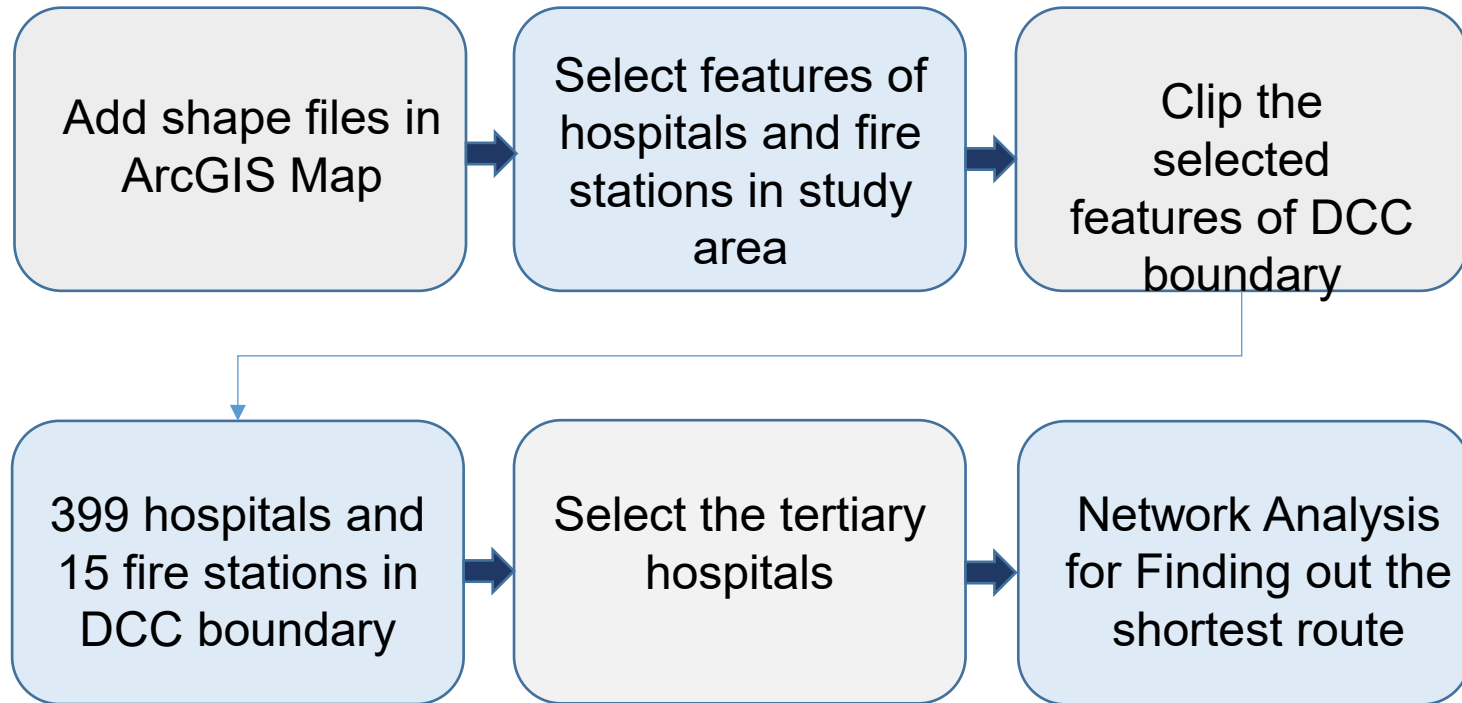 Add shape files in
ArcGIS Map
Select features of
hospitals and fire
stations in study
area
Clip the
selected
features of DCC
boundary
399 hospitals and
15 fire stations in
DCC boundary
Select the tertiary
hospitals
Network Analysis
for Finding out the
shortest route